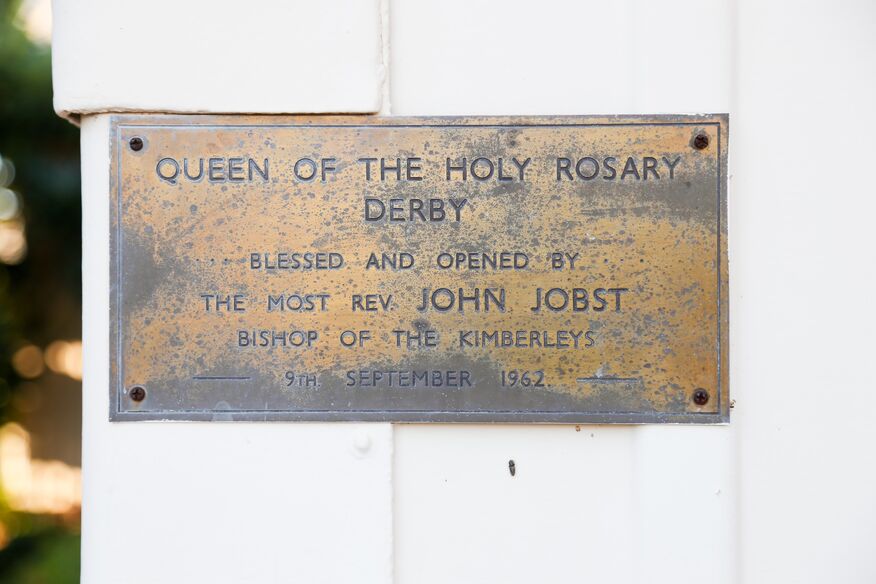 QUEEN OF THE HOLY ROSARY
DERBY
BLESSED AND OPENED BY
THE MOST REV. JOHN JOBST
BISHOP OF THE KIMBERLEYS
9TH. SEPTEMBER 1962.